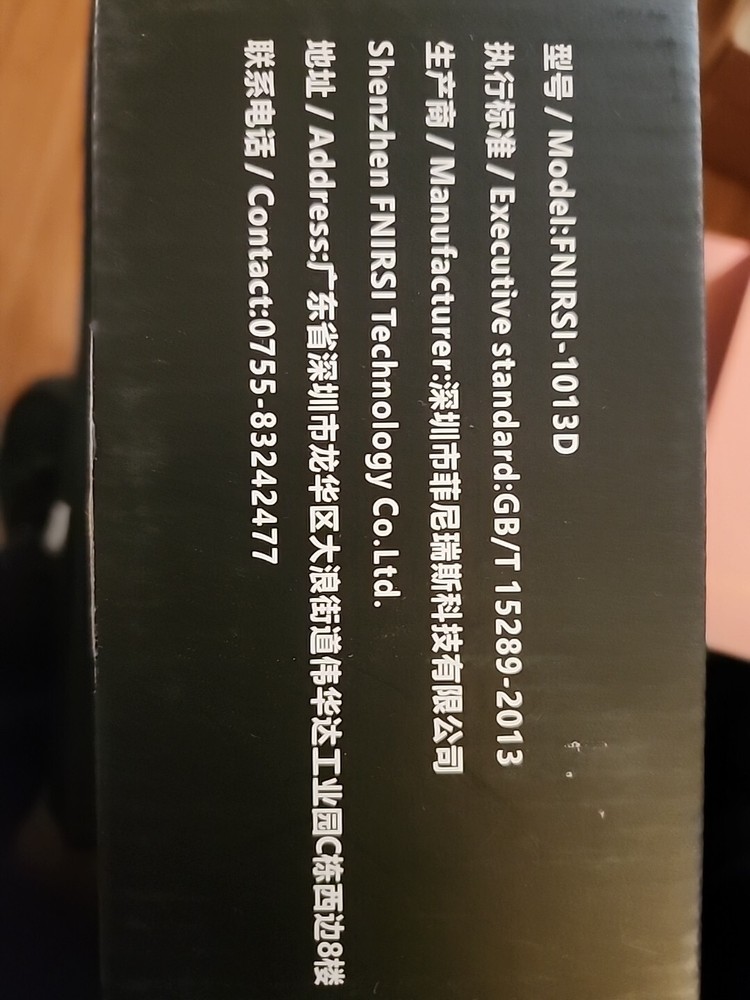 型号 / Model:FNIRSI-1013D
执行标准 / Executive standard:GB/T 15289-2013
生产商 / Manufacturer:深圳市菲尼瑞斯科技有限公司
Shenzhen FNIRSI Technology Co.Ltd.
地址 / Address:广东省深圳市龙华区大浪街道伟华达工业园C栋西边8楼
联系电话 / Contact:0755-83242477